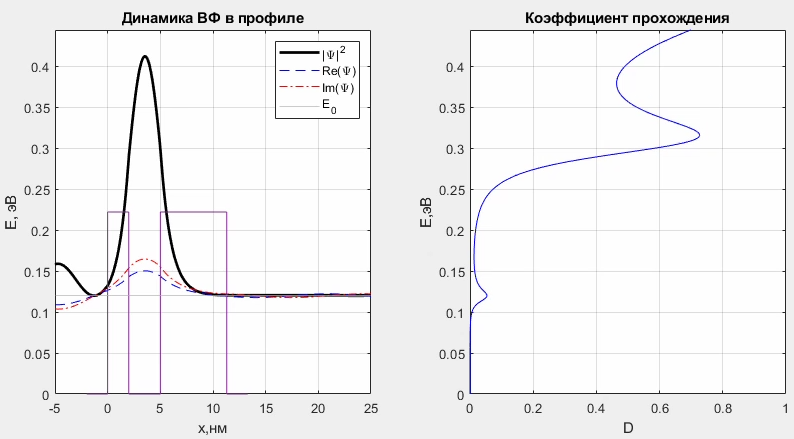 Динамика ВФ в профиле
|Ψ|²
Re(Ψ)
Im(Ψ)
E₀
0.4
0.35
0.3
0.25
0.2
0.15
0.1
0.05
0
E, эВ
-5 0 5 10 15 20 25
x,нм
Коэффициент прохождения
0.4
0.35
0.3
0.25
0.2
0.15
0.1
0.05
0
E,эВ
0 0.2 0.4 0.6 0.8 1
D